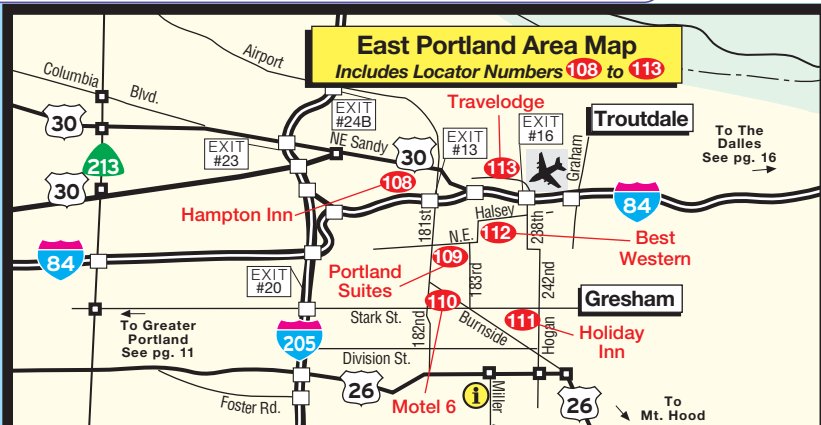 East Portland Area Map
Includes Locator Numbers 108 to 113
Airport
Columbia
Blvd.
Travelodge
EXIT
#24B
EXIT
#13
EXIT
#16
Troutdale
30
NE Sandy
EXIT
#23
30
To The
Dalles
See pg. 16
213
113
Graham
30
108
84
Hampton Inn
181st
Halsey
238th
N.E.
112
Best
Western
84
109
Portland
Suites
183rd
242nd
EXIT
#20
110
Gresham
To Greater
Portland
See pg. 11
Stark St.
182nd
Burnside
111
Hogan
Holiday
Inn
205
Division St.
26
i
Miller
26
To
Mt. Hood
Foster Rd.
Motel 6